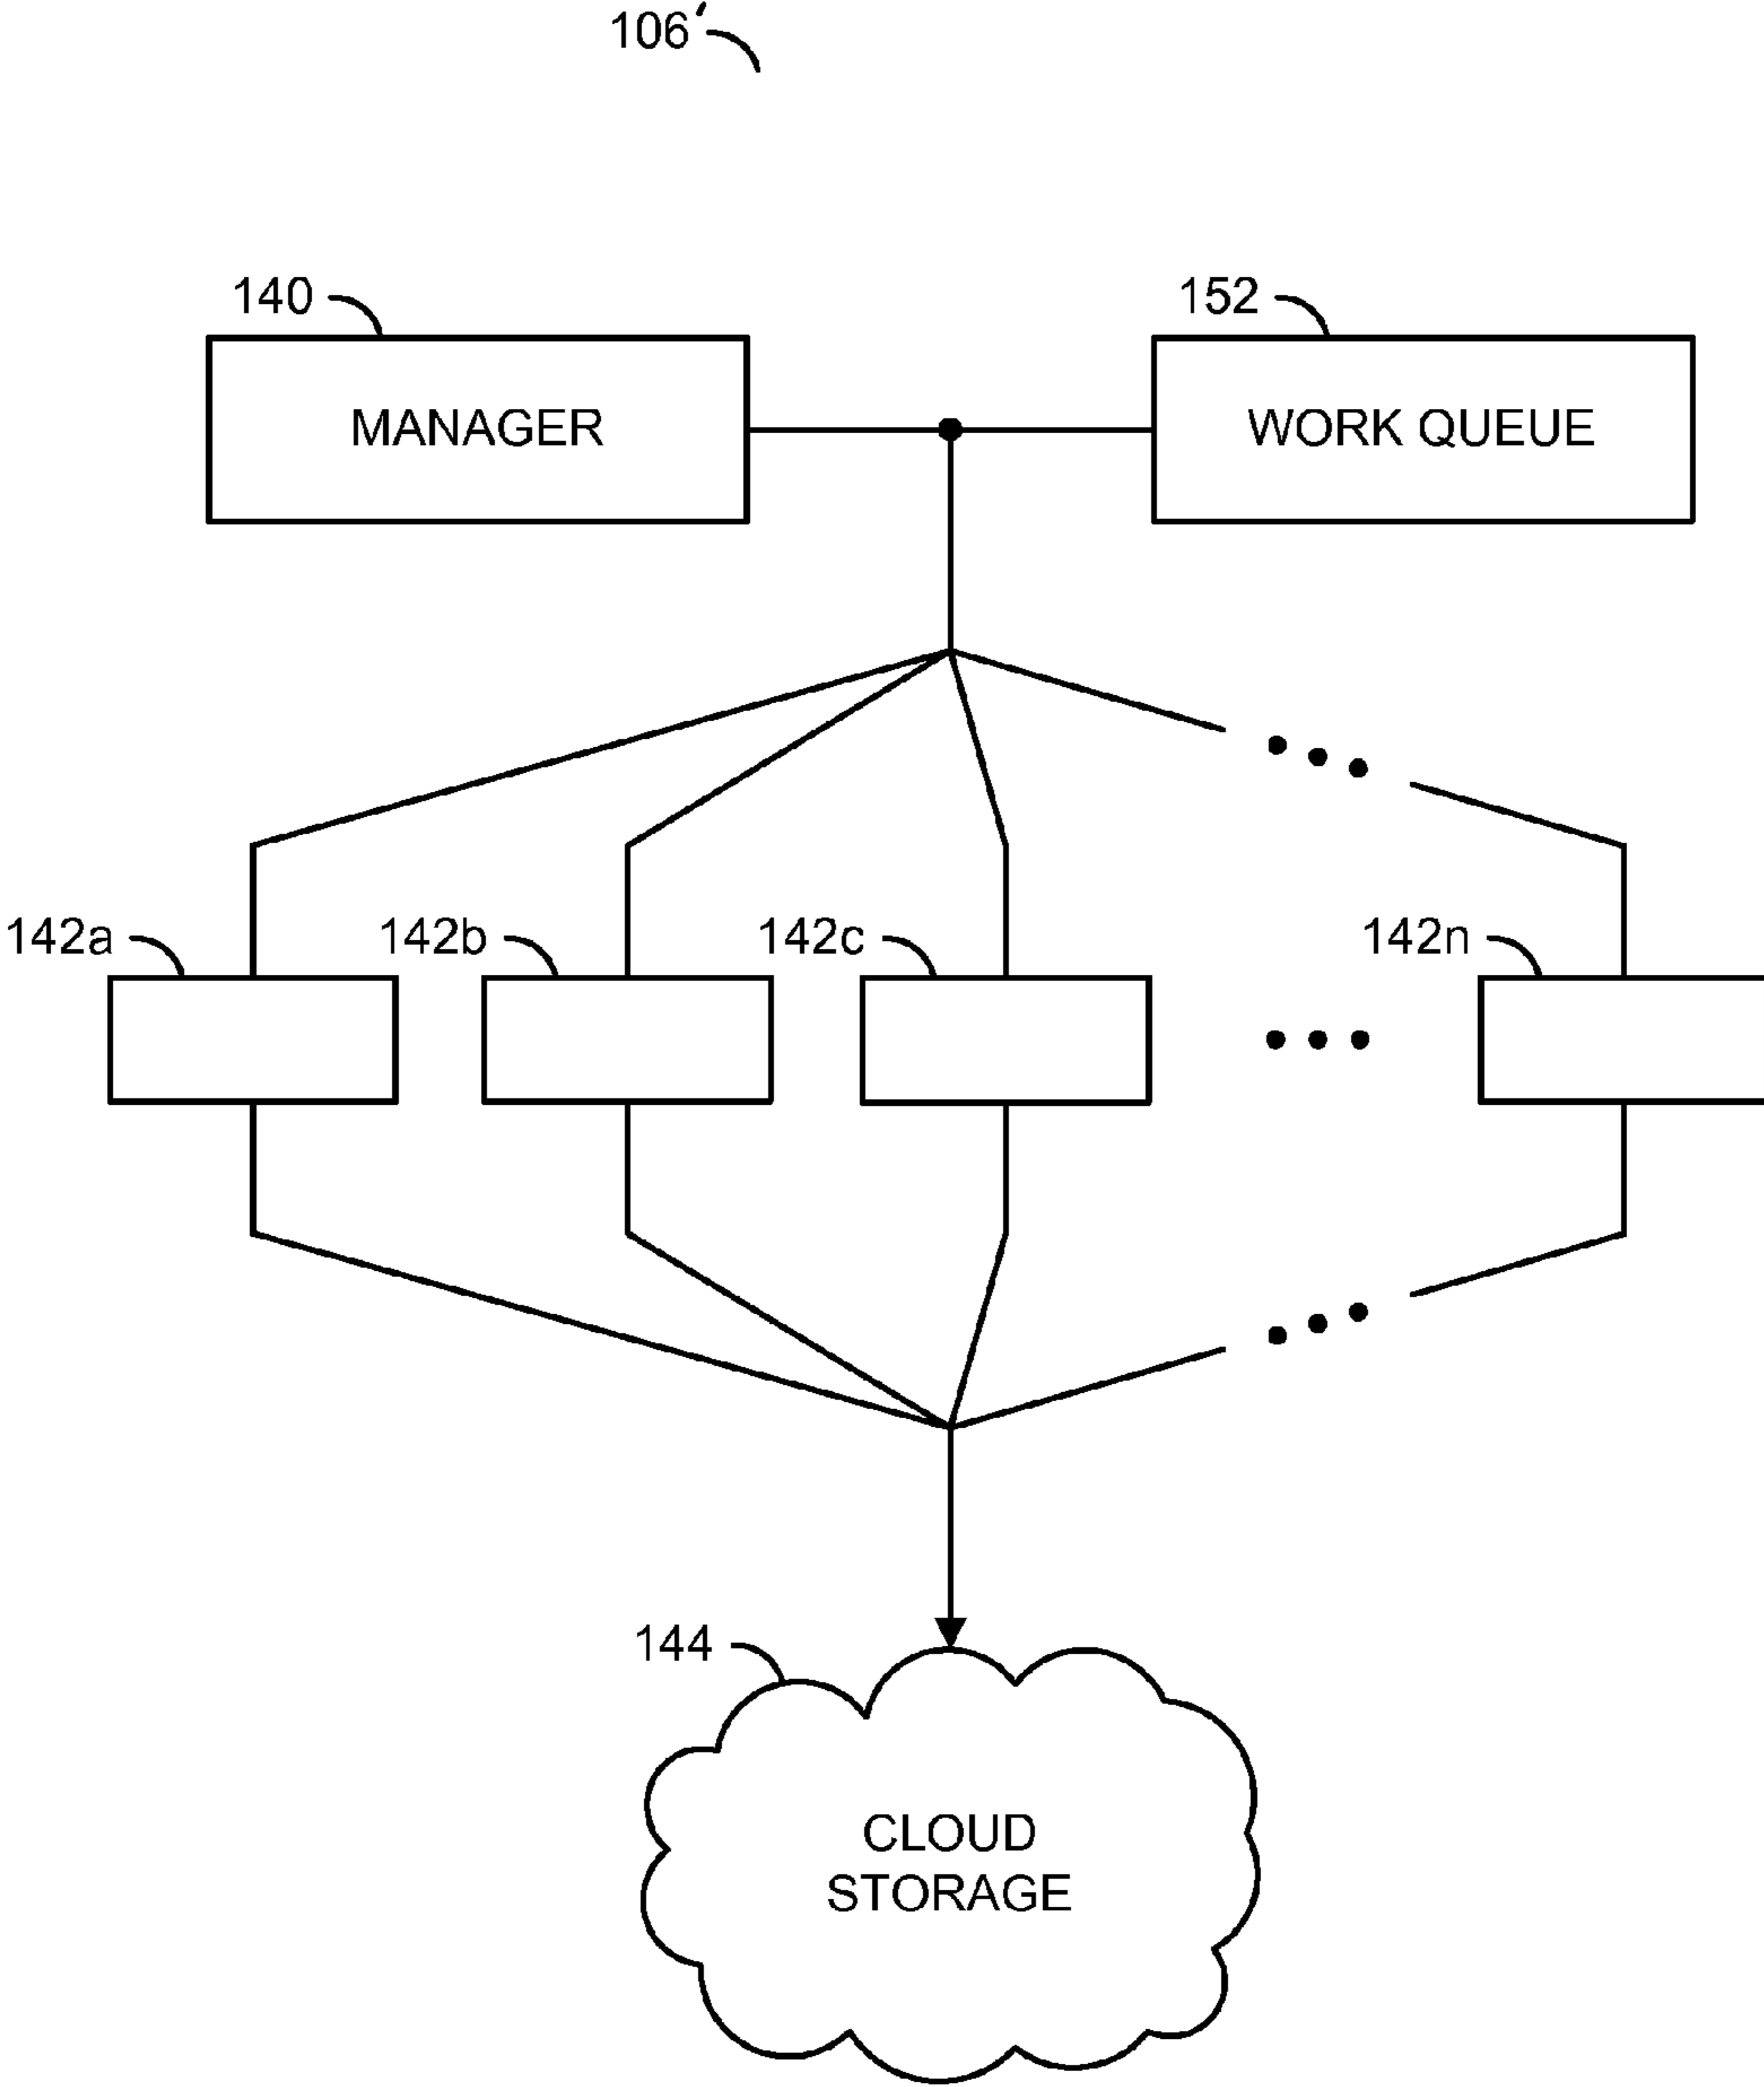 106′
140
152
MANAGER
WORK QUEUE
142a
142b
142c
142n
144
CLOUD
STORAGE